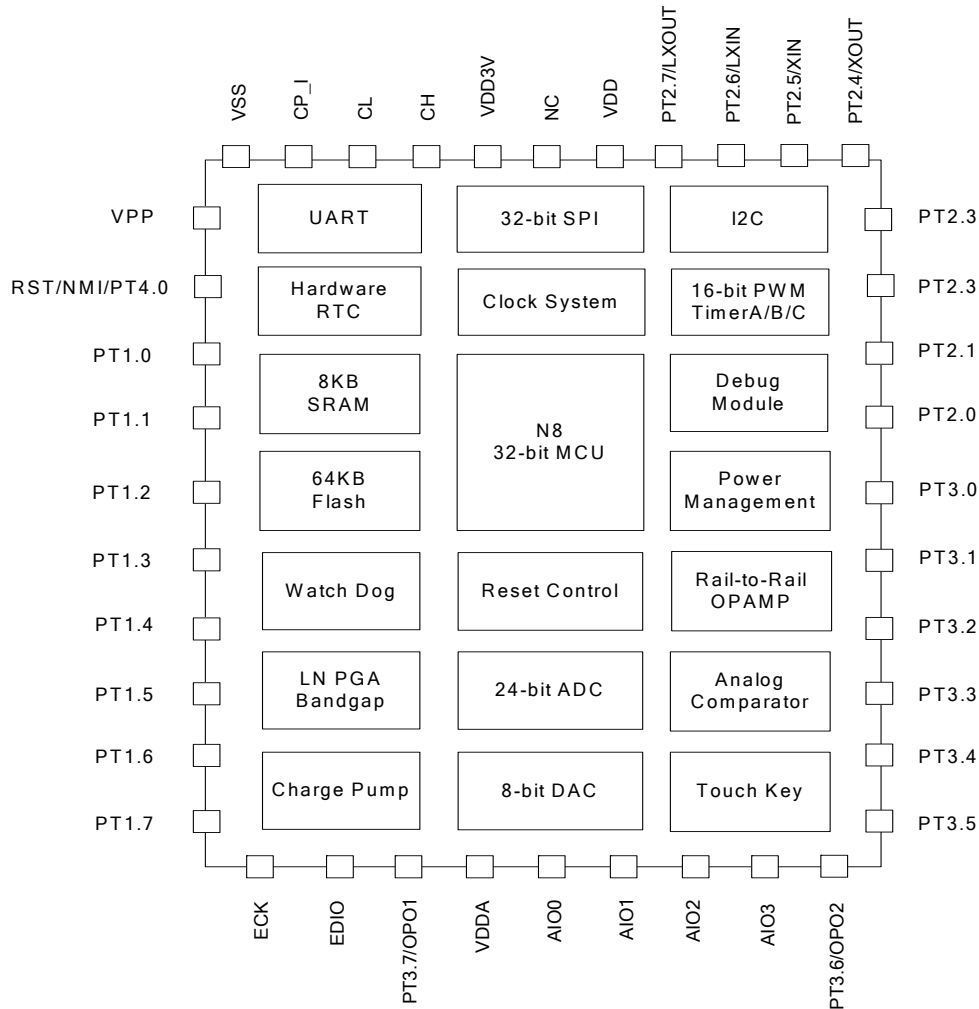 VSS
CP_I
CL
CH
VDD3V
NC
VDD
PT2.7/LXOUT
PT2.6/LXIN
PT2.5/XIN
PT2.4/XOUT
VPP
RST/NMI/PT4.0
PT1.0
PT1.1
PT1.2
PT1.3
PT1.4
PT1.5
PT1.6
PT1.7
UART
32-bit SPI
I2C
Hardware
RTC
Clock System
16-bit PWM
TimerA/B/C
8KB
SRAM
N8
32-bit MCU
Debug
Module
64KB
Flash
Power
Management
Watch Dog
Reset Control
Rail-to-Rail
OPAMP
LN PGA
Bandgap
24-bit ADC
Analog
Comparator
Charge Pump
8-bit DAC
Touch Key
PT2.3
PT2.3
PT2.1
PT2.0
PT3.0
PT3.1
PT3.2
PT3.3
PT3.4
PT3.5
ECK
EDIO
PT3.7/OPO1
VDDA
AIO0
AIO1
AIO2
AIO3
PT3.6/OPO2